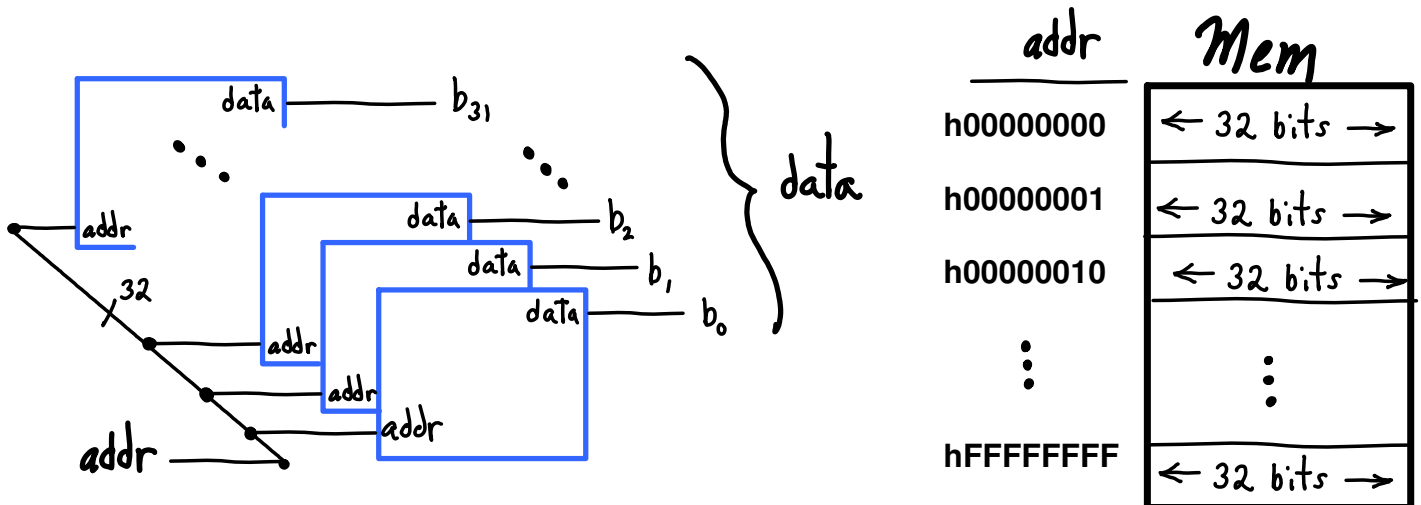 data b₃₁
addr
data b₂
data b₁
data b₀
32
addr
addr
addr
addr
data
addr Mem
h00000000 ← 32 bits →
h00000001 ← 32 bits →
h00000010 ← 32 bits →
hFFFFFFFF ← 32 bits →